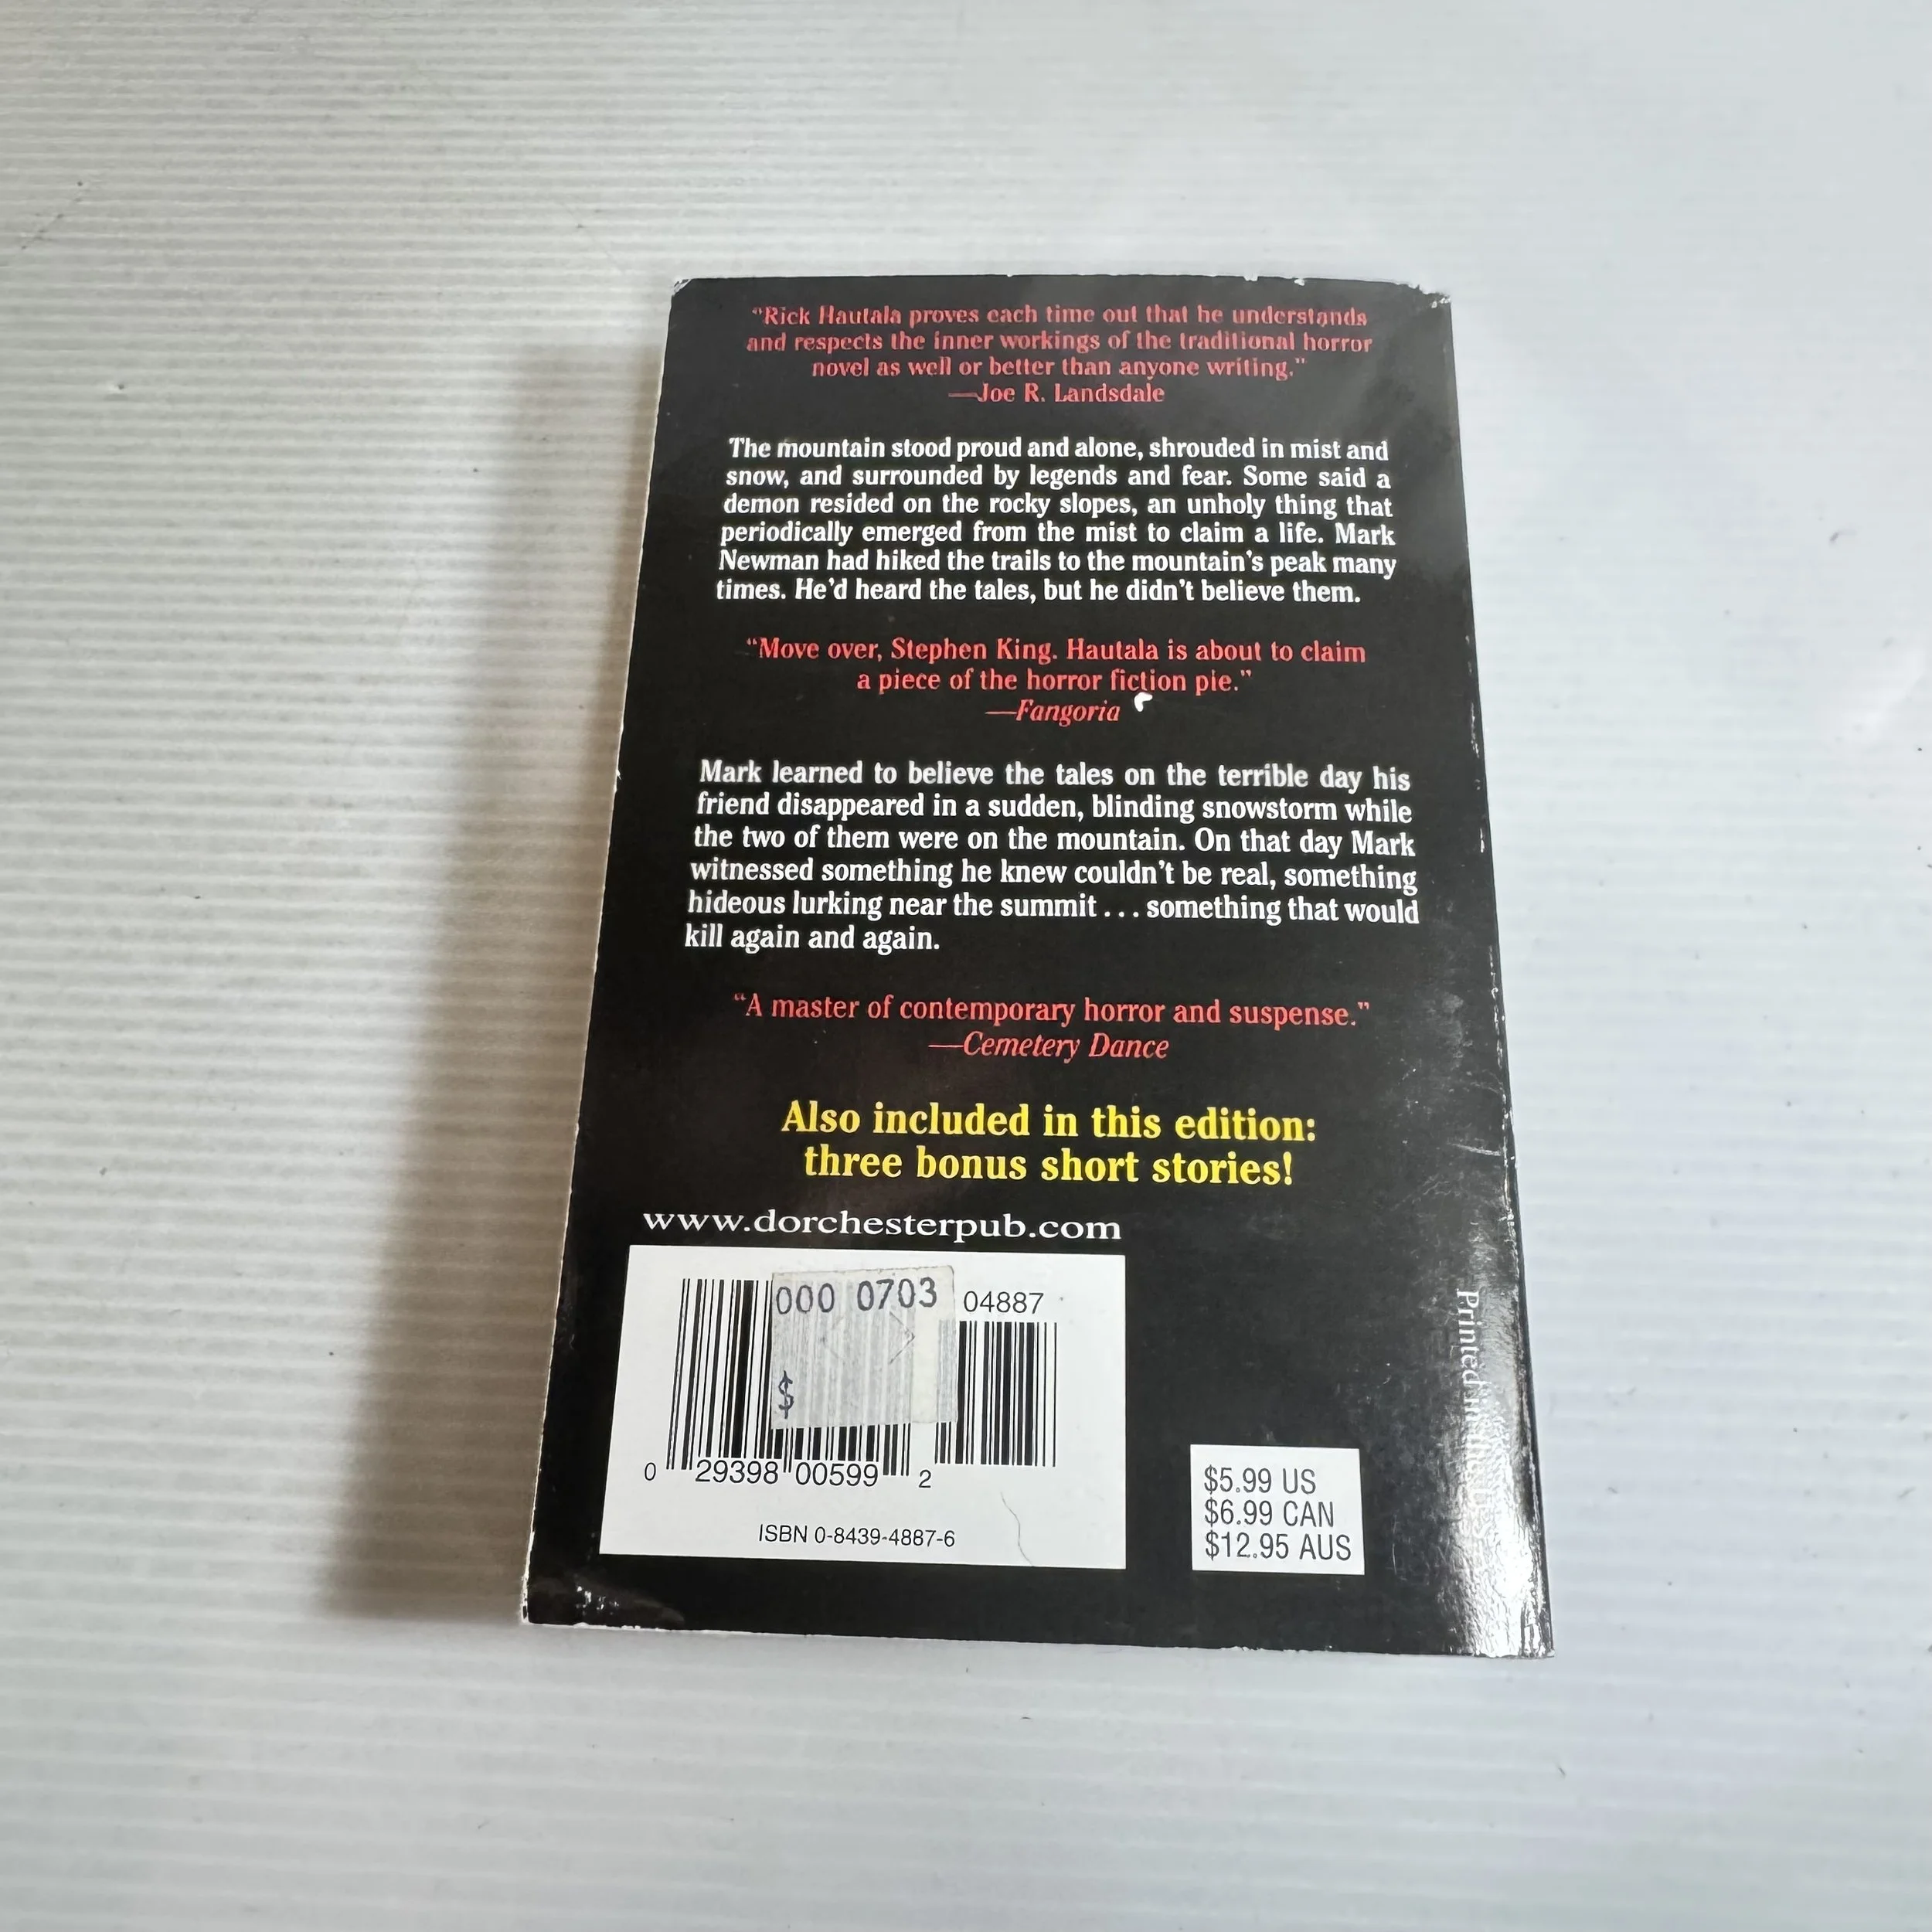 "Rick Hautala proves each time out that he understands
and respects the inner workings of the traditional horror
novel as well or better than anyone writing."
—Joe R. Landsdale
The mountain stood proud and alone, shrouded in mist and
snow, and surrounded by legends and fear. Some said a
demon resided on the rocky slopes, an unholy thing that
periodically emerged from the mist to claim a life. Mark
Newman had hiked the trails to the mountain's peak many
times. He'd heard the tales, but he didn't believe them.
"Move over, Stephen King. Hautala is about to claim
a piece of the horror fiction pie."
—Fangoria
Mark learned to believe the tales on the terrible day his
friend disappeared in a sudden, blinding snowstorm while
the two of them were on the mountain. On that day Mark
witnessed something he knew couldn't be real, something
hideous lurking near the summit . . . something that would
kill again and again.
"A master of contemporary horror and suspense."
—Cemetery Dance
Also included in this edition:
three bonus short stories!
www.dorchesterpub.com
000 0703
$
04887
0 29398 00599 2
ISBN 0-8439-4887-6
$5.99 US
$6.99 CAN
$12.95 AUS
Printed in the